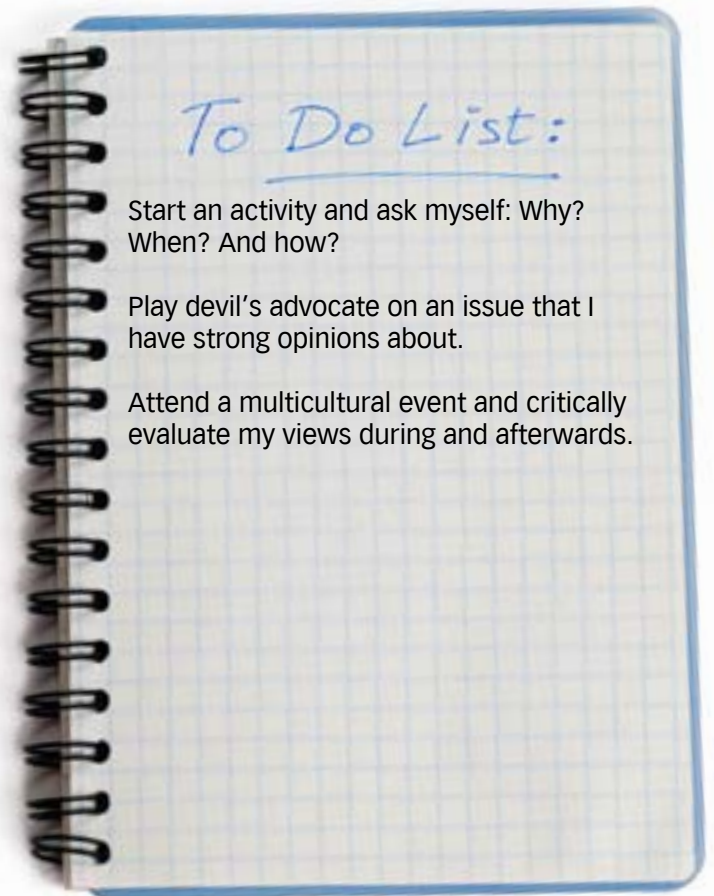 To Do List:
Start an activity and ask myself: Why?
When? And how?
Play devil's advocate on an issue that I
have strong opinions about.
Attend a multicultural event and critically
evaluate my views during and afterwards.